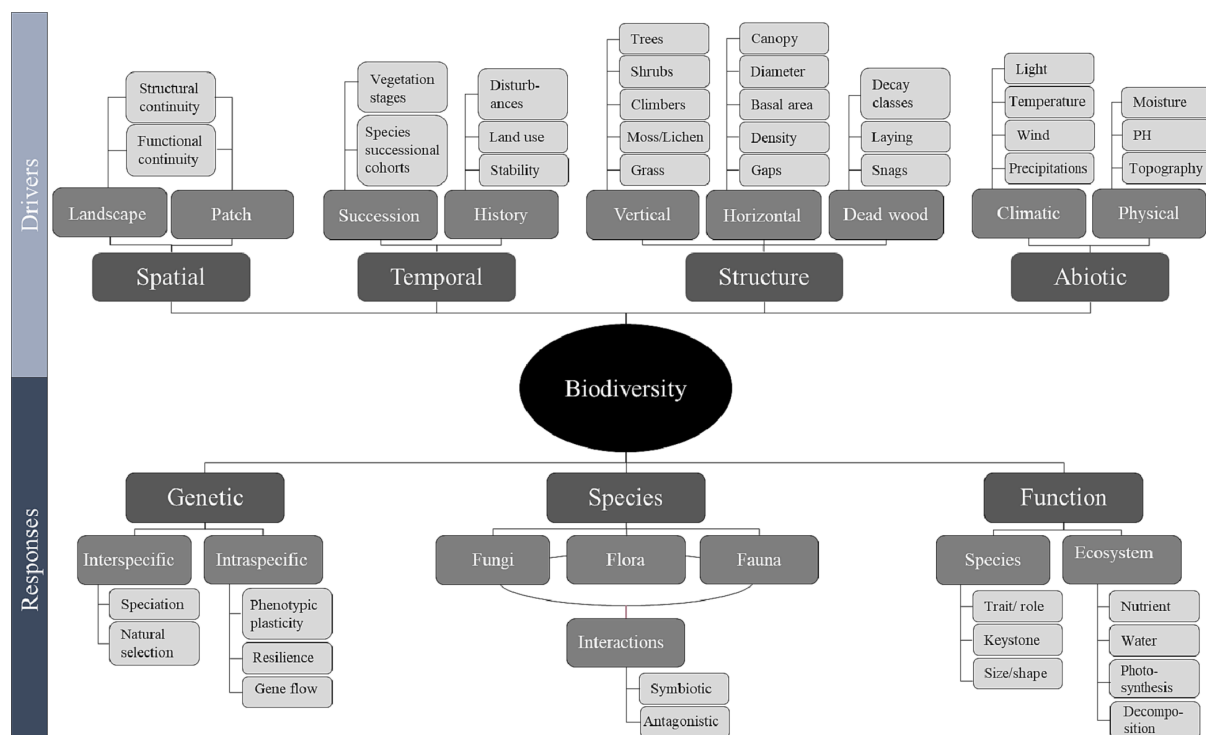 Drivers
Trees
Canopy
Structural
continuity
Vegetation
stages
Disturb-
ances
Shrubs
Diameter
Decay
classes
Light
Climbers
Basal area
Temperature
Moisture
Functional
continuity
Species
successional
cohorts
Land use
Moss/Lichen
Density
Laying
Wind
PH
Stability
Grass
Gaps
Snags
Precipitations
Topography
Landscape
Patch
Succession
History
Vertical
Horizontal
Dead wood
Climatic
Physical
Spatial
Temporal
Structure
Abiotic
Biodiversity
Responses
Genetic
Species
Function
Interspecific
Intraspecific
Fungi
Flora
Fauna
Species
Ecosystem
Speciation
Natural
selection
Phenotypic
plasticity
Resilience
Gene flow
Interactions
Symbiotic
Antagonistic
Trait/ role
Keystone
Size/shape
Nutrient
Water
Photo-
synthesis
Decompo-
sition